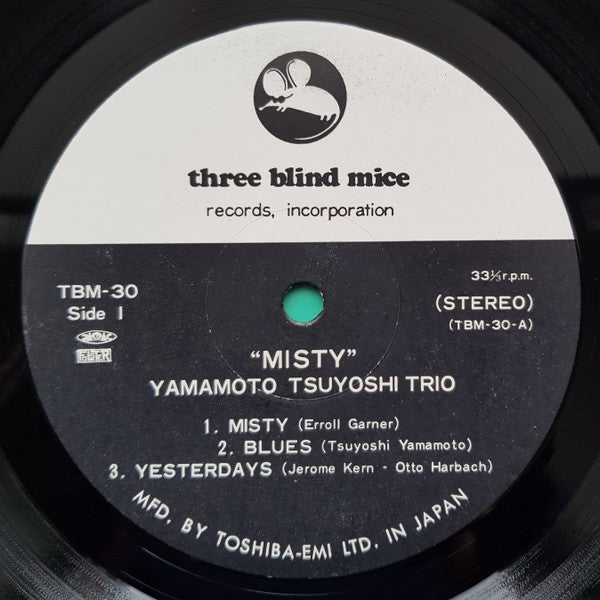 three blind mice
records, incorporation
TBM-30
Side 1
33⅓ r.p.m.
(STEREO)
(TBM-30-A)
"MISTY"
YAMAMOTO TSUYOSHI TRIO
1. MISTY (Erroll Garner)
2. BLUES (Tsuyoshi Yamamoto)
3. YESTERDAYS (Jerome Kern - Otto Harbach)
MFD. BY TOSHIBA-EMI LTD. IN JAPAN